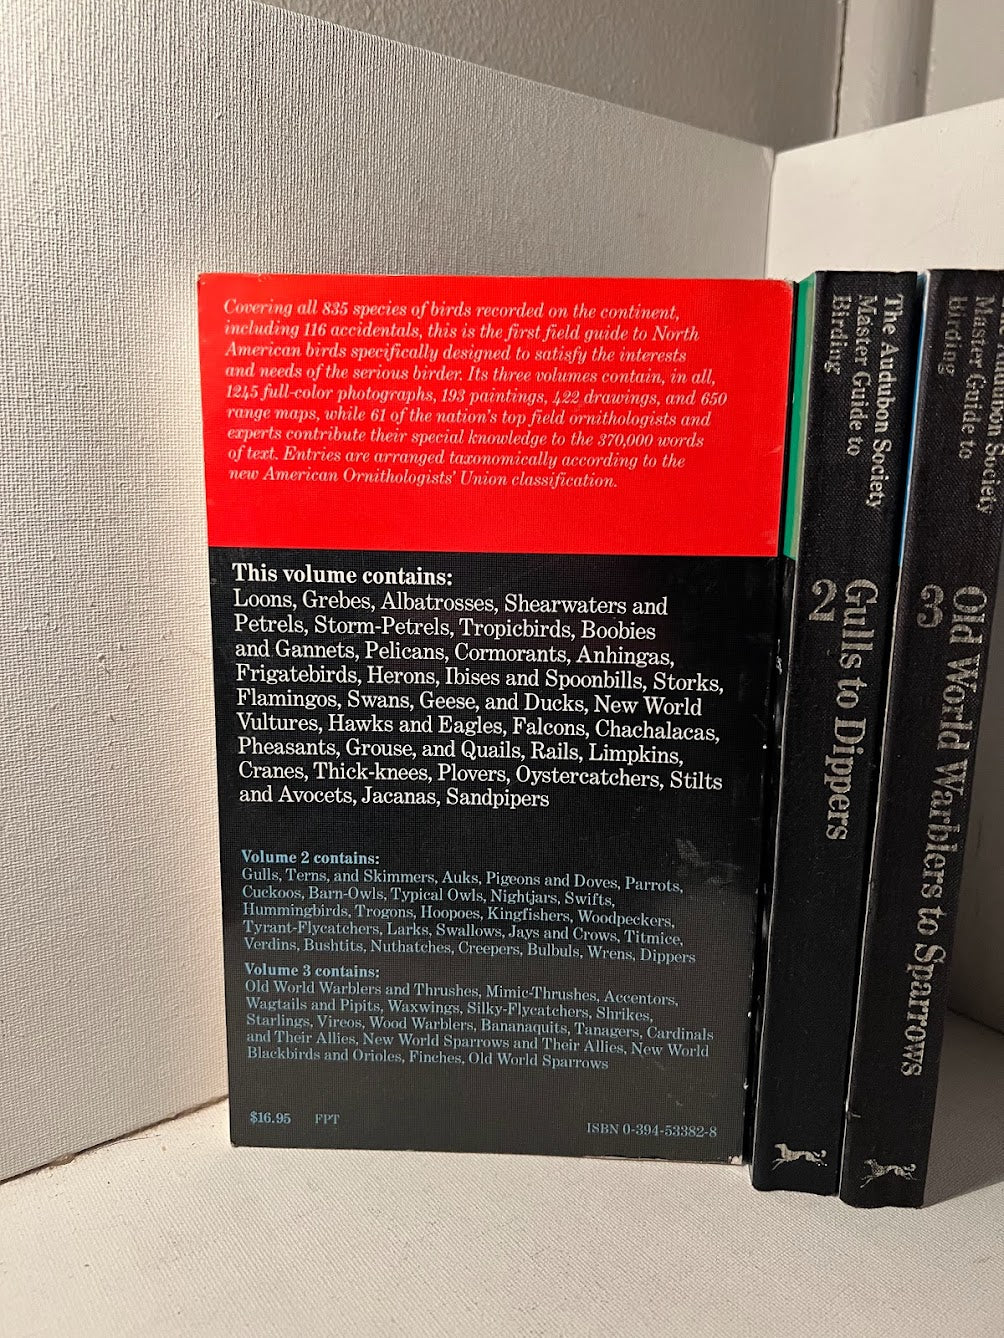 Covering all 835 species of birds recorded on the continent,
including 116 accidentals, this is the first field guide to North
American birds specifically designed to satisfy the interests
and needs of the serious birder. Its three volumes contain, in all,
1245 full-color photographs, 193 paintings, 422 drawings, and 650
range maps, while 61 of the nation's top field ornithologists and
experts contribute their special knowledge to the 370,000 words
of text. Entries are arranged taxonomically according to the
new American Ornithologists' Union classification.
This volume contains:
Loons, Grebes, Albatrosses, Shearwaters and
Petrels, Storm-Petrels, Tropicbirds, Boobies
and Gannets, Pelicans, Cormorants, Anhingas,
Frigatebirds, Herons, Ibises and Spoonbills, Storks,
Flamingos, Swans, Geese, and Ducks, New World
Vultures, Hawks and Eagles, Falcons, Chachalacas,
Pheasants, Grouse, and Quails, Rails, Limpkins,
Cranes, Thick-knees, Plovers, Oystercatchers, Stilts
and Avocets, Jacanas, Sandpipers
Volume 2 contains:
Gulls, Terns, and Skimmers, Auks, Pigeons and Doves, Parrots,
Cuckoos, Barn-Owls, Typical Owls, Nightjars, Swifts,
Hummingbirds, Trogons, Hoopoes, Kingfishers, Woodpeckers,
Tyrant-Flycatchers, Larks, Swallows, Jays and Crows, Titmice,
Verdins, Bushtits, Nuthatches, Creepers, Bulbuls, Wrens, Dippers
Volume 3 contains:
Old World Warblers and Thrushes, Mimic-Thrushes, Accentors,
Wagtails and Pipits, Waxwings, Silky-Flycatchers, Shrikes,
Starlings, Vireos, Wood Warblers, Bananaquits, Tanagers, Cardinals
and Their Allies, New World Sparrows and Their Allies, New World
Blackbirds and Orioles, Finches, Old World Sparrows
$16.95 FPT
ISBN 0-394-53382-8
The Audubon Society
Master Guide to
Birding
2
Gulls to Dippers
Society
Master Guide to
Birding
3
Old World Warblers to Sparrows